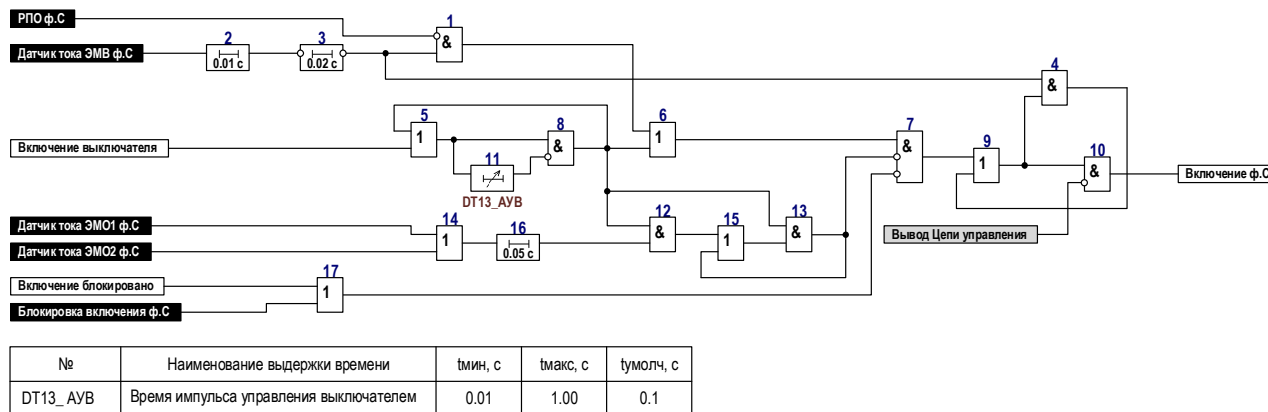 РПО ф.С
1
Датчик тока ЭМВ ф.С
2
0.01 с
3
0.02 с
&
4
&
Включение выключателя
5
1
8
&
6
1
7
&
9
1
10
&
Включение ф.С
11
DT13_АУВ
Датчик тока ЭМО1 ф.С
Датчик тока ЭМО2 ф.С
14
1
16
0.05 с
12
&
15
1
13
&
Вывод Цепи управления
Включение блокировано
Блокировка включения ф.С
17
1
№ Наименование выдержки времени tмин, с tмакс, с tумолч, с
DT13_ АУВ Время импульса управления выключателем 0.01 1.00 0.1